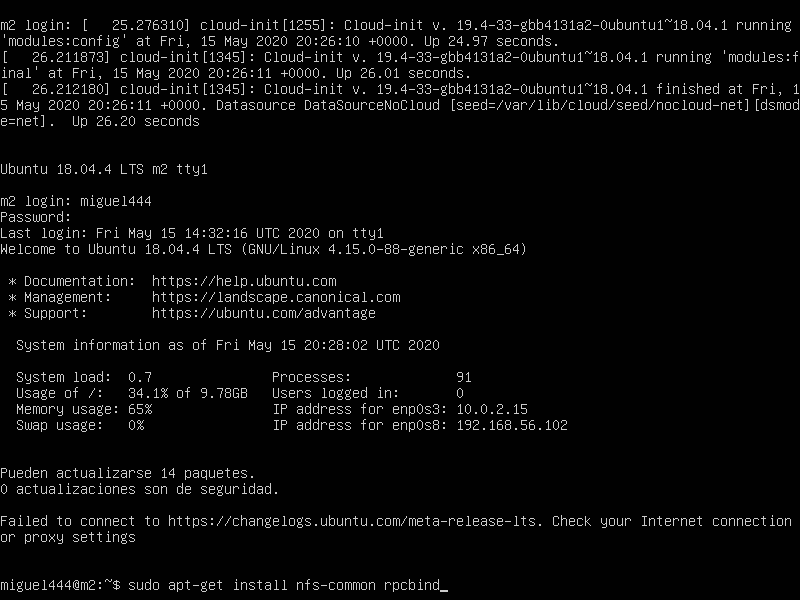 m2 login: [   25.276310] cloud-init[1255]: Cloud-init v. 19.4-33-gbb4131a2-0ubuntu1~18.04.1 running
'modules:config' at Fri, 15 May 2020 20:26:10 +0000. Up 24.97 seconds.
[   26.211873] cloud-init[1345]: Cloud-init v. 19.4-33-gbb4131a2-0ubuntu1~18.04.1 running 'modules:f
inal' at Fri, 15 May 2020 20:26:11 +0000. Up 26.01 seconds.
[   26.212180] cloud-init[1345]: Cloud-init v. 19.4-33-gbb4131a2-0ubuntu1~18.04.1 finished at Fri, 1
5 May 2020 20:26:11 +0000. Datasource DataSourceNoCloud [seed=/var/lib/cloud/seed/nocloud-net][dsmod
e=net].  Up 26.20 seconds
Ubuntu 18.04.4 LTS m2 tty1
m2 login: miguel444
Password:
Last login: Fri May 15 14:32:16 UTC 2020 on tty1
Welcome to Ubuntu 18.04.4 LTS (GNU/Linux 4.15.0-88-generic x86_64)
 * Documentation:  https://help.ubuntu.com
 * Management:     https://landscape.canonical.com
 * Support:        https://ubuntu.com/advantage
  System information as of Fri May 15 20:28:02 UTC 2020
  System load:  0.7               Processes:             91
  Usage of /:   34.1% of 9.78GB   Users logged in:       0
  Memory usage: 65%               IP address for enp0s3: 10.0.2.15
  Swap usage:   0%                IP address for enp0s8: 192.168.56.102
Pueden actualizarse 14 paquetes.
0 actualizaciones son de seguridad.
Failed to connect to https://changelogs.ubuntu.com/meta-release-lts. Check your Internet connection
or proxy settings
miguel444@m2:~$ sudo apt-get install nfs-common rpcbind_